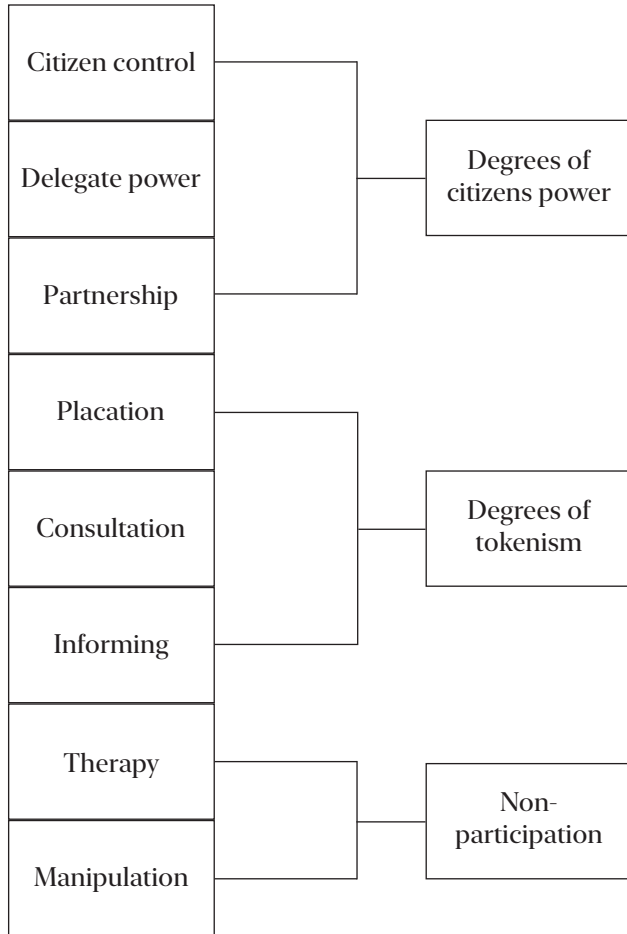 Citizen control
Delegate power
Partnership
Placation
Consultation
Informing
Therapy
Manipulation
Degrees of
citizens power
Degrees of
tokenism
Non-
participation